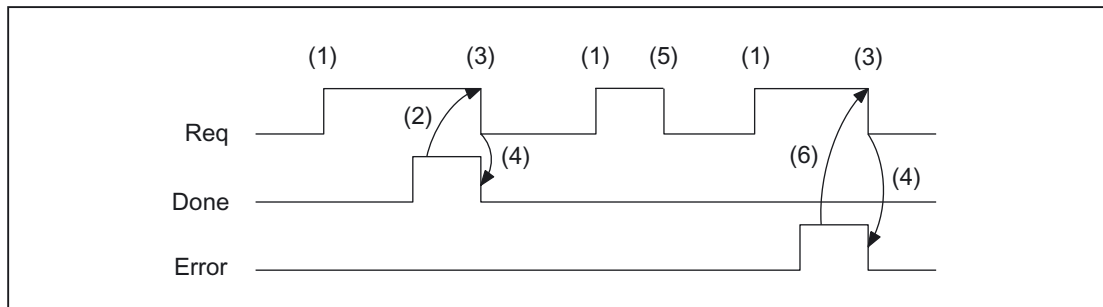 (1) (3) (1) (5) (1) (3)
(2)
Req
(4) (6) (4)
Done
Error